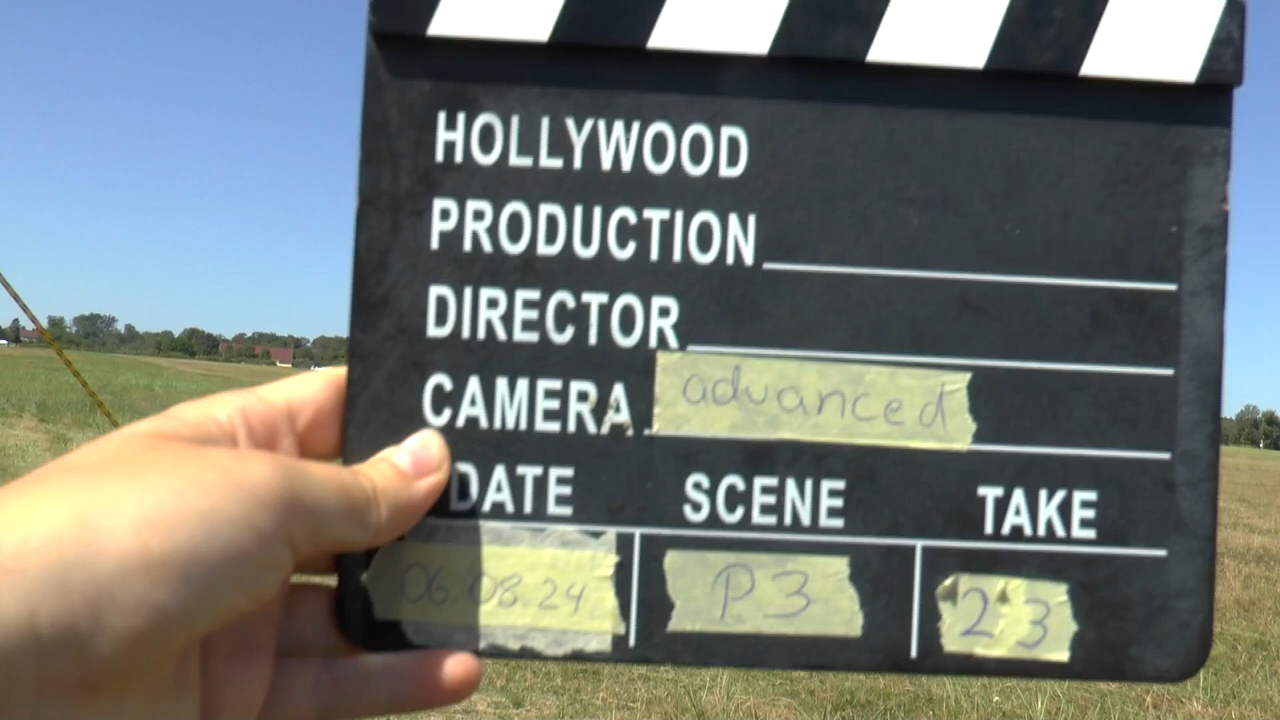 HOLLYWOOD
PRODUCTION
DIRECTOR
CAMERA advanced
DATE SCENE TAKE
06.08.24 P3 23